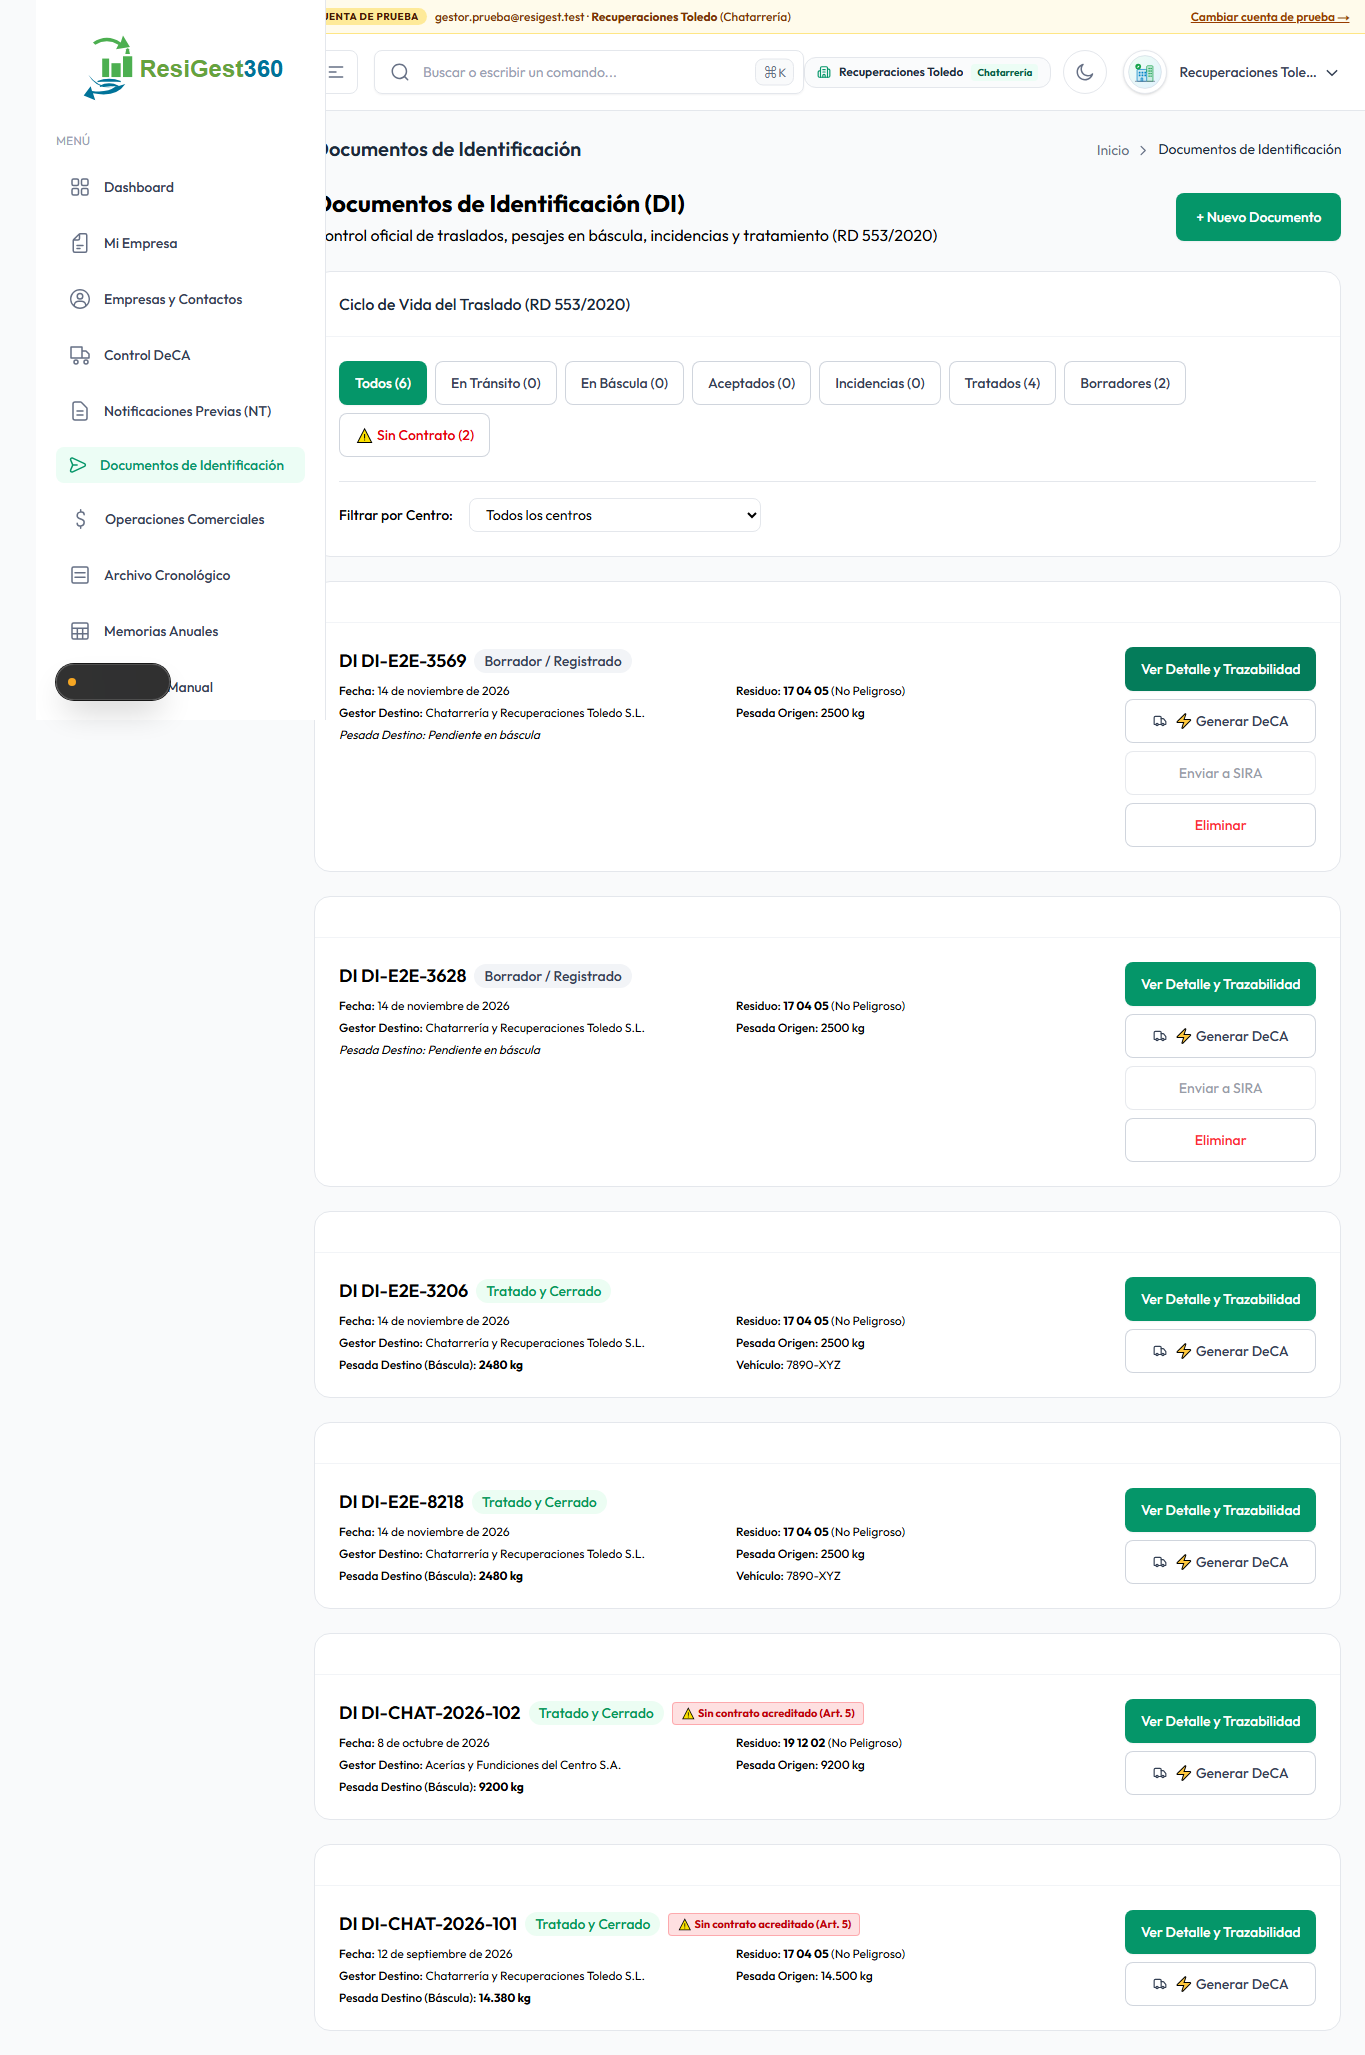 UENTA DE PRUEBA gestor.prueba@resigest.test · Recuperaciones Toledo (Chatarrería) Cambiar cuenta de prueba →
ResiGest360
Buscar o escribir un comando... ⌘K
Recuperaciones Toledo Chatarrería
Recuperaciones Tole...
MENÚ
Dashboard
Mi Empresa
Empresas y Contactos
Control DeCA
Notificaciones Previas (NT)
Documentos de Identificación
Operaciones Comerciales
Archivo Cronológico
Memorias Anuales
Manual
Documentos de Identificación
Inicio > Documentos de Identificación
Documentos de Identificación (DI)
ontrol oficial de traslados, pesajes en báscula, incidencias y tratamiento (RD 553/2020)
+ Nuevo Documento
Ciclo de Vida del Traslado (RD 553/2020)
Todos (6) En Tránsito (0) En Báscula (0) Aceptados (0) Incidencias (0) Tratados (4) Borradores (2)
⚠ Sin Contrato (2)
Filtrar por Centro: Todos los centros
DI DI-E2E-3569 Borrador / Registrado
Fecha: 14 de noviembre de 2026
Residuo: 17 04 05 (No Peligroso)
Gestor Destino: Chatarrería y Recuperaciones Toledo S.L.
Pesada Origen: 2500 kg
Pesada Destino: Pendiente en báscula
Ver Detalle y Trazabilidad
⚡ Generar DeCA
Enviar a SIRA
Eliminar
DI DI-E2E-3628 Borrador / Registrado
Fecha: 14 de noviembre de 2026
Residuo: 17 04 05 (No Peligroso)
Gestor Destino: Chatarrería y Recuperaciones Toledo S.L.
Pesada Origen: 2500 kg
Pesada Destino: Pendiente en báscula
Ver Detalle y Trazabilidad
⚡ Generar DeCA
Enviar a SIRA
Eliminar
DI DI-E2E-3206 Tratado y Cerrado
Fecha: 14 de noviembre de 2026
Residuo: 17 04 05 (No Peligroso)
Gestor Destino: Chatarrería y Recuperaciones Toledo S.L.
Pesada Origen: 2500 kg
Pesada Destino (Báscula): 2480 kg
Vehículo: 7890-XYZ
Ver Detalle y Trazabilidad
⚡ Generar DeCA
DI DI-E2E-8218 Tratado y Cerrado
Fecha: 14 de noviembre de 2026
Residuo: 17 04 05 (No Peligroso)
Gestor Destino: Chatarrería y Recuperaciones Toledo S.L.
Pesada Origen: 2500 kg
Pesada Destino (Báscula): 2480 kg
Vehículo: 7890-XYZ
Ver Detalle y Trazabilidad
⚡ Generar DeCA
DI DI-CHAT-2026-102 Tratado y Cerrado ⚠ Sin contrato acreditado (Art. 5)
Fecha: 8 de octubre de 2026
Residuo: 19 12 02 (No Peligroso)
Gestor Destino: Acerías y Fundiciones del Centro S.A.
Pesada Origen: 9200 kg
Pesada Destino (Báscula): 9200 kg
Ver Detalle y Trazabilidad
⚡ Generar DeCA
DI DI-CHAT-2026-101 Tratado y Cerrado ⚠ Sin contrato acreditado (Art. 5)
Fecha: 12 de septiembre de 2026
Residuo: 17 04 05 (No Peligroso)
Gestor Destino: Chatarrería y Recuperaciones Toledo S.L.
Pesada Origen: 14.500 kg
Pesada Destino (Báscula): 14.380 kg
Ver Detalle y Trazabilidad
⚡ Generar DeCA